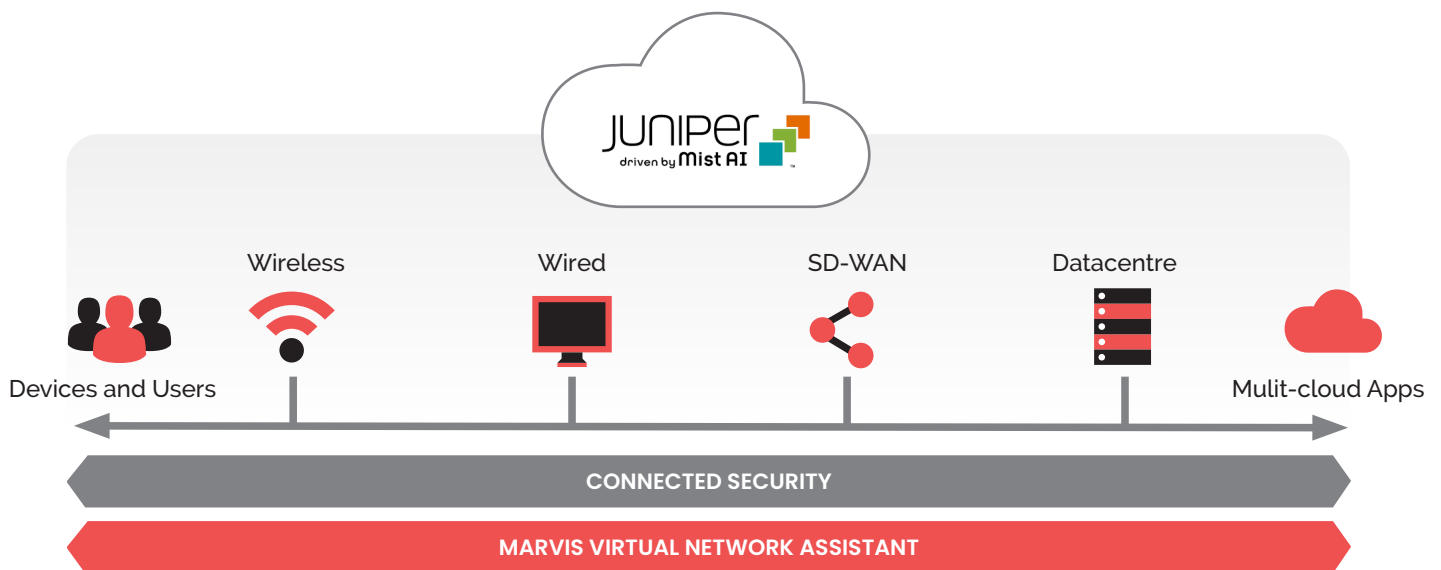 JUNIPer
driven by Mist AI
TM
Wireless
Wired
SD-WAN
Datacentre
Devices and Users
Mulit-cloud Apps
CONNECTED SECURITY
MARVIS VIRTUAL NETWORK ASSISTANT